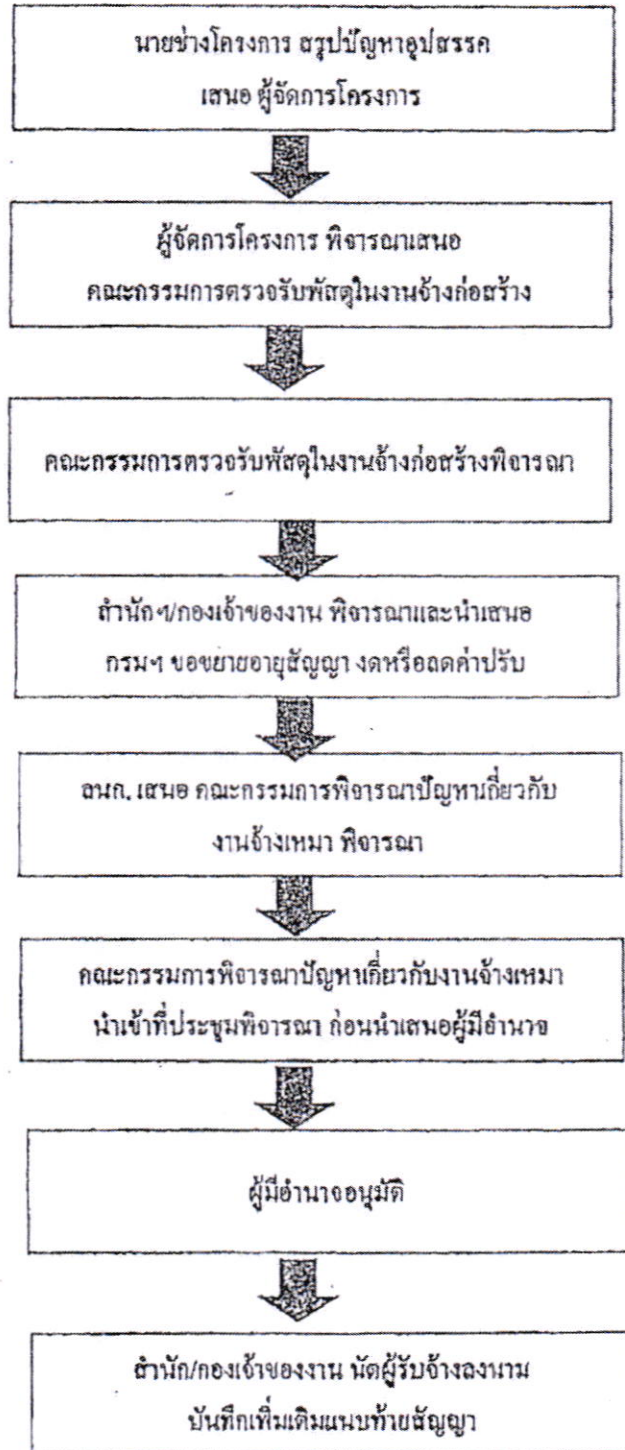 นายช่างโครงการ สรุปปัญหาอุปสรรค
เสนอ ผู้จัดการโครงการ
ผู้จัดการโครงการ พิจารณาเสนอ
คณะกรรมการตรวจรับพัสดุในงานจ้างก่อสร้าง
คณะกรรมการตรวจรับพัสดุในงานจ้างก่อสร้างพิจารณา
สำนักฯ/กองเจ้าของงาน พิจารณาและนำเสนอ
กรมฯ ขอขยายอายุสัญญา งดหรือลดค่าปรับ
ลนก. เสนอ คณะกรรมการพิจารณาปัญหาเกี่ยวกับ
งานจ้างเหมา พิจารณา
คณะกรรมการพิจารณาปัญหาเกี่ยวกับงานจ้างเหมา
นำเข้าที่ประชุมพิจารณา ก่อนนำเสนอผู้มีอำนาจ
ผู้มีอำนาจอนุมัติ
สำนัก/กองเจ้าของงาน นัดผู้รับจ้างลงนาม
บันทึกเพิ่มเติมแนบท้ายสัญญา